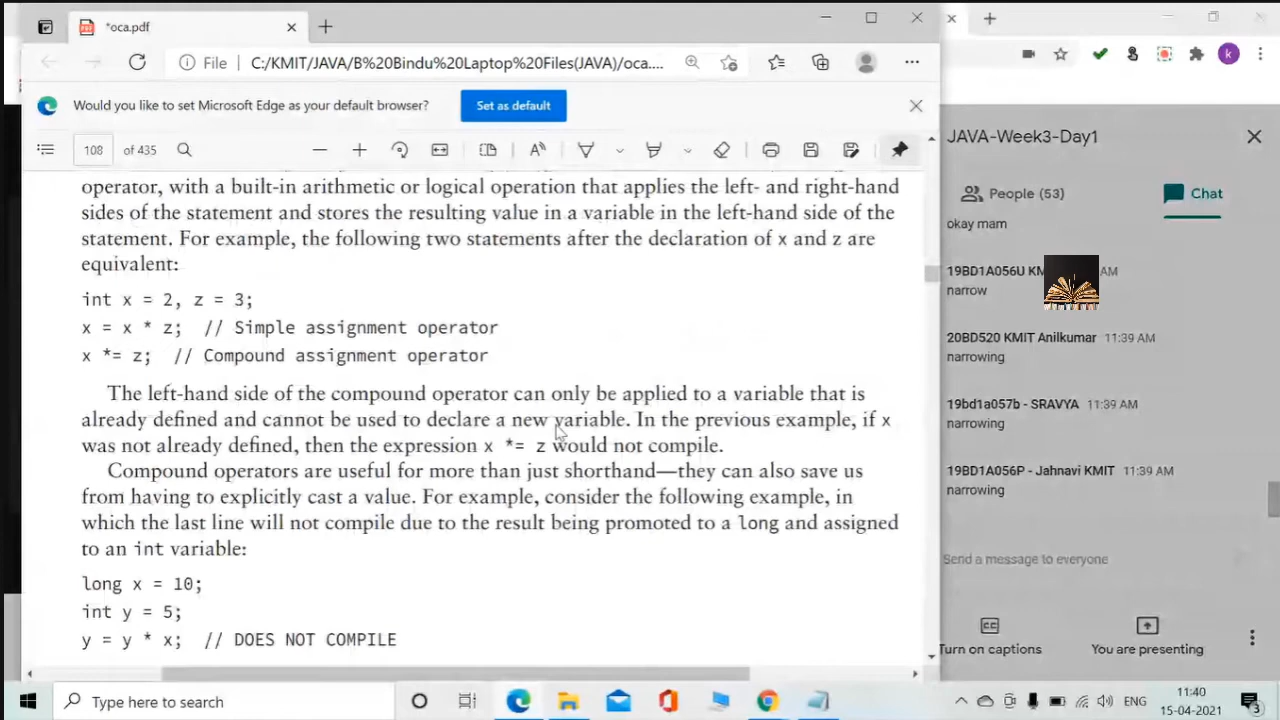 *oca.pdf
File
C:/KMIT/JAVA/B%20Bindu%20Laptop%20Files(JAVA)/oca....
Would you like to set Microsoft Edge as your default browser?
Set as default
108 of 435
operator, with a built-in arithmetic or logical operation that applies the left- and right-hand
sides of the statement and stores the resulting value in a variable in the left-hand side of the
statement. For example, the following two statements after the declaration of x and z are
equivalent:
int x = 2, z = 3;
x = x * z; // Simple assignment operator
x *= z; // Compound assignment operator
The left-hand side of the compound operator can only be applied to a variable that is
already defined and cannot be used to declare a new variable. In the previous example, if x
was not already defined, then the expression x *= z would not compile.
Compound operators are useful for more than just shorthand—they can also save us
from having to explicitly cast a value. For example, consider the following example, in
which the last line will not compile due to the result being promoted to a long and assigned
to an int variable:
long x = 10;
int y = 5;
y = y * x; // DOES NOT COMPILE
k
JAVA-Week3-Day1
People (53)
Chat
okay mam
19BD1A056U AM
narrow
20BD520 KMIT Anilkumar 11:39 AM
narrowing
19bd1a057b - SRAVYA 11:39 AM
narrowing
19BD1A056P - Jahnavi KMIT 11:39 AM
narrowing
Send a message to everyone
Turn on captions
You are presenting
Type here to search
ENG
11:40
15-04-2021
3